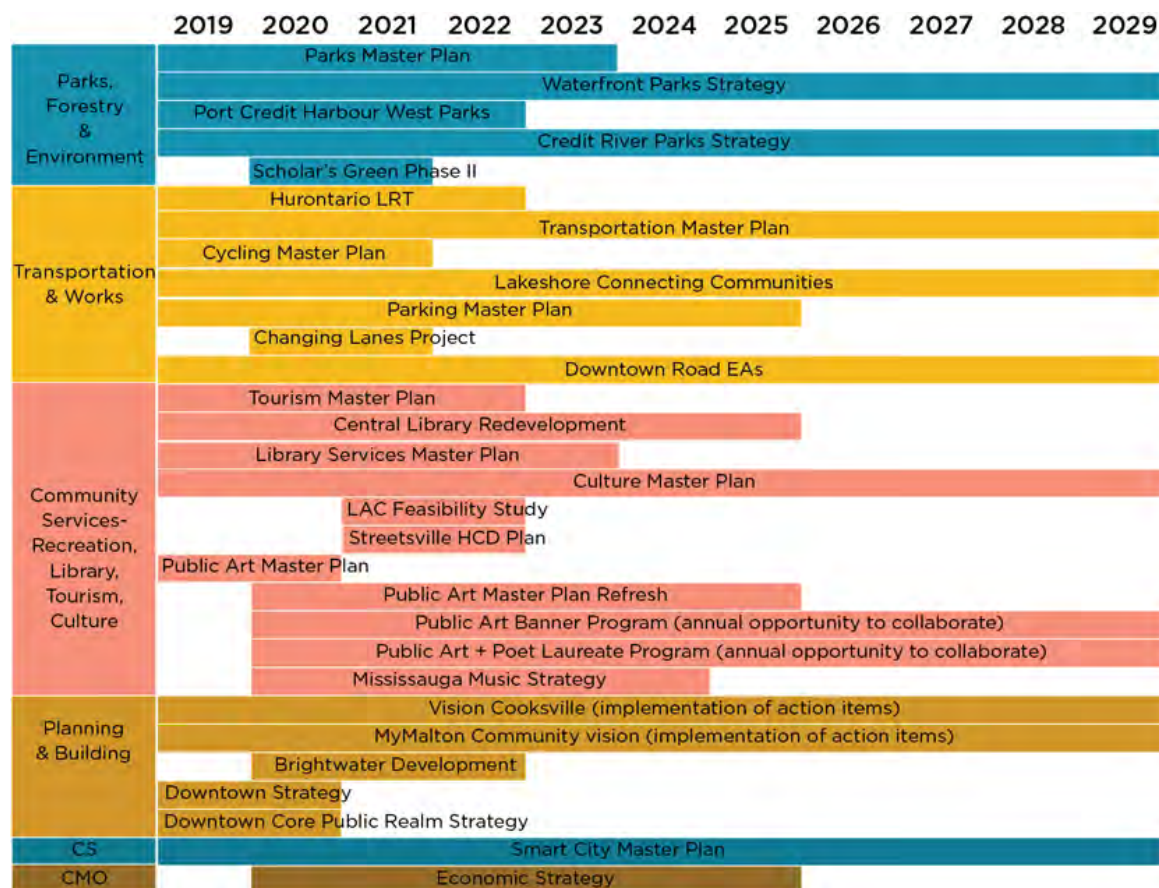 2019 2020 2021 2022 2023 2024 2025 2026 2027 2028 2029
Parks,
Forestry
&
Environment
Parks Master Plan
Waterfront Parks Strategy
Port Credit Harbour West Parks
Credit River Parks Strategy
Scholar's Green Phase II
Transportation
& Works
Hurontario LRT
Transportation Master Plan
Cycling Master Plan
Lakeshore Connecting Communities
Parking Master Plan
Changing Lanes Project
Downtown Road EAs
Community
Services-
Recreation,
Library,
Tourism,
Culture
Tourism Master Plan
Central Library Redevelopment
Library Services Master Plan
Culture Master Plan
LAC Feasibility Study
Streetsville HCD Plan
Public Art Master Plan
Public Art Master Plan Refresh
Public Art Banner Program (annual opportunity to collaborate)
Public Art + Poet Laureate Program (annual opportunity to collaborate)
Mississauga Music Strategy
Planning
& Building
Vision Cooksville (implementation of action items)
MyMalton Community vision (implementation of action items)
Brightwater Development
Downtown Strategy
Downtown Core Public Realm Strategy
CS
Smart City Master Plan
CMO
Economic Strategy